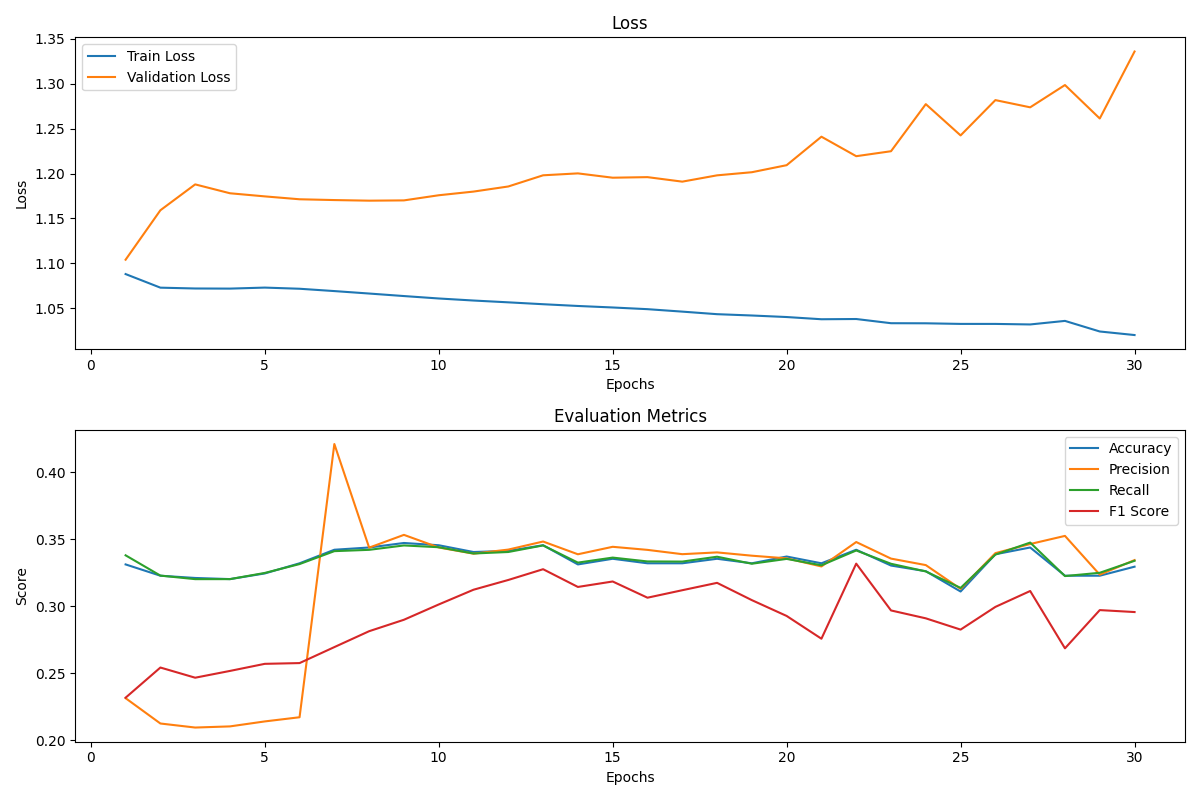 Loss
1.35
1.30
1.25
1.20
1.15
1.10
1.05
Loss
Train Loss
Validation Loss
0 5 10 15 20 25 30
Epochs
Evaluation Metrics
0.40
0.35
0.30
0.25
0.20
Score
Accuracy
Precision
Recall
F1 Score
0 5 10 15 20 25 30
Epochs